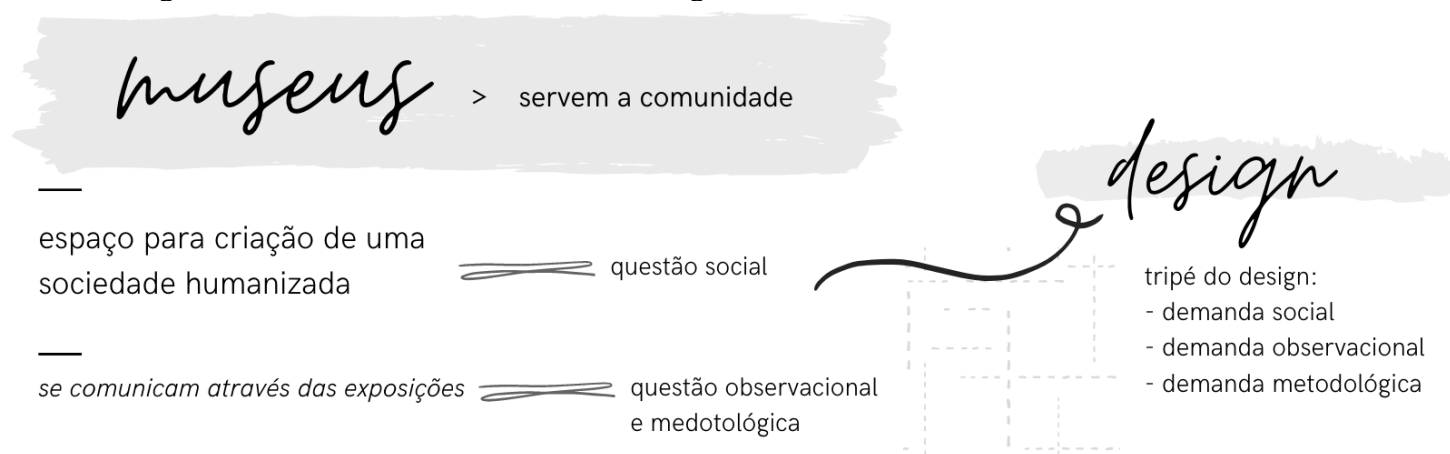 museus > servem a comunidade
espaço para criação de uma
sociedade humanizada
questão social
se comunicam através das exposições
questão observacional
e medotológica
design
tripé do design:
- demanda social
- demanda observacional
- demanda metodológica